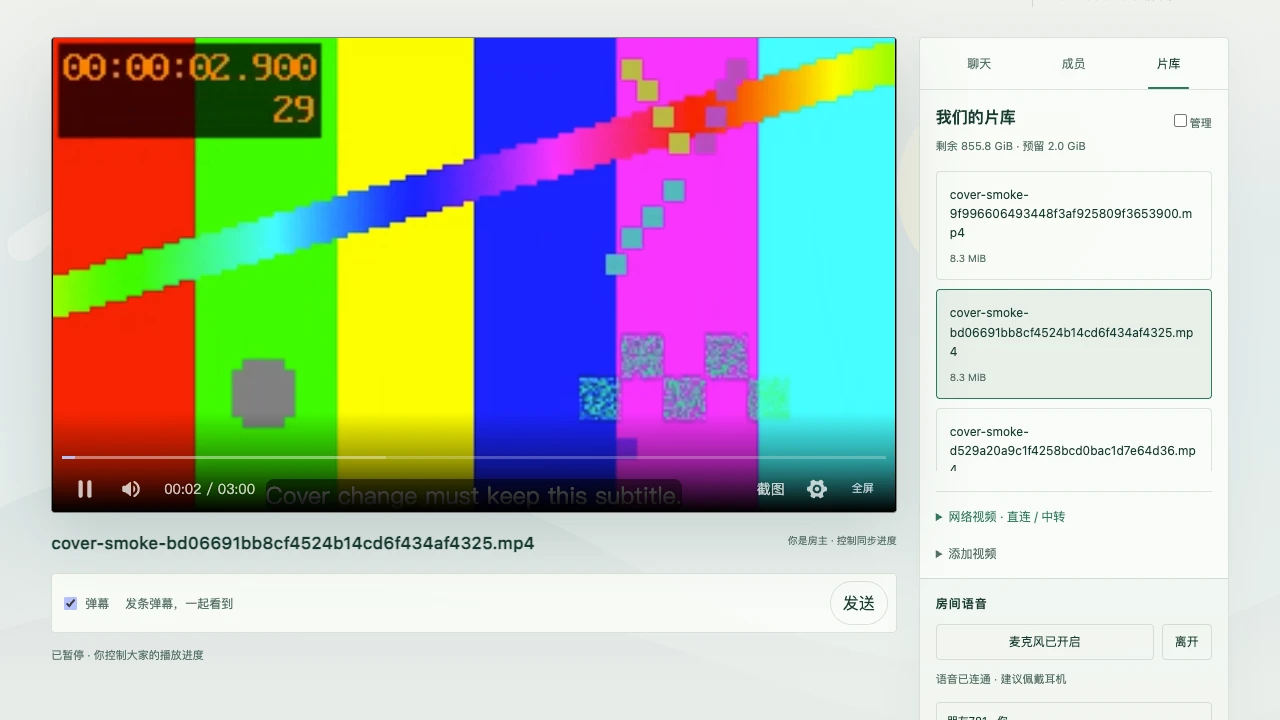 00:00:02.900
29
00:02 / 03:00
Cover change must keep this subtitle.
截图
全屏
cover-smoke-bd06691bb8cf4524b14cd6f434af4325.mp4
你是房主 · 控制同步进度
弹幕
发条弹幕，一起看到
发送
已暂停 · 你控制大家的播放进度
聊天
成员
片库
我们的片库
管理
剩余 855.8 GiB · 预留 2.0 GiB
cover-smoke-
9f996606493448f3af925809f3653900.m
p4
8.3 MiB
cover-smoke-
bd06691bb8cf4524b14cd6f434af4325.mp
4
8.3 MiB
cover-smoke-
d529a20a9c1f4258bcd0bac1d7e64d36.mp
4
网络视频 · 直连 / 中转
添加视频
房间语音
麦克风已开启
离开
语音已连通 · 建议佩戴耳机